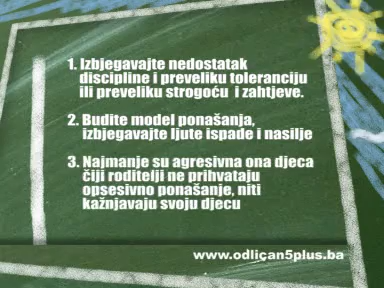 1. Izbjegavajte nedostatak
discipline i preveliku toleranciju
ili preveliku strogoću i zahtjeve.
2. Budite model ponašanja,
izbjegavajte ljute ispade i nasilje
3. Najmanje su agresivna ona djeca
čiji roditelji ne prihvataju
opsesivno ponašanje, niti
kažnjavaju svoju djecu
www.odlican5plus.ba